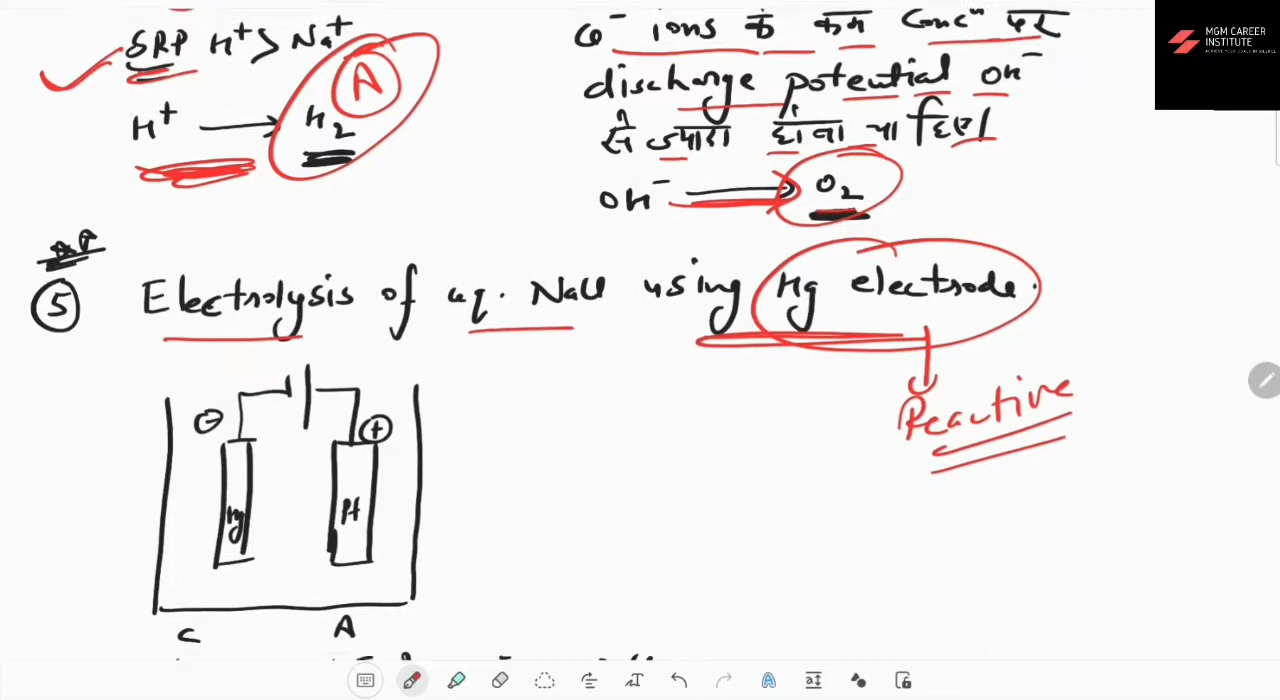 SRP H⁺ > Na⁺
A
H⁺ → H₂
Cl⁻ ions के कम Concⁿ पर
discharge potential OH⁻
से ज्यादा होता या
OH⁻ → O₂
5 Electrolysis of aq. NaCl using Hg electrode.
Reactive
⊖ ⊕
Hg Pt
C A
MGM CAREER
INSTITUTE